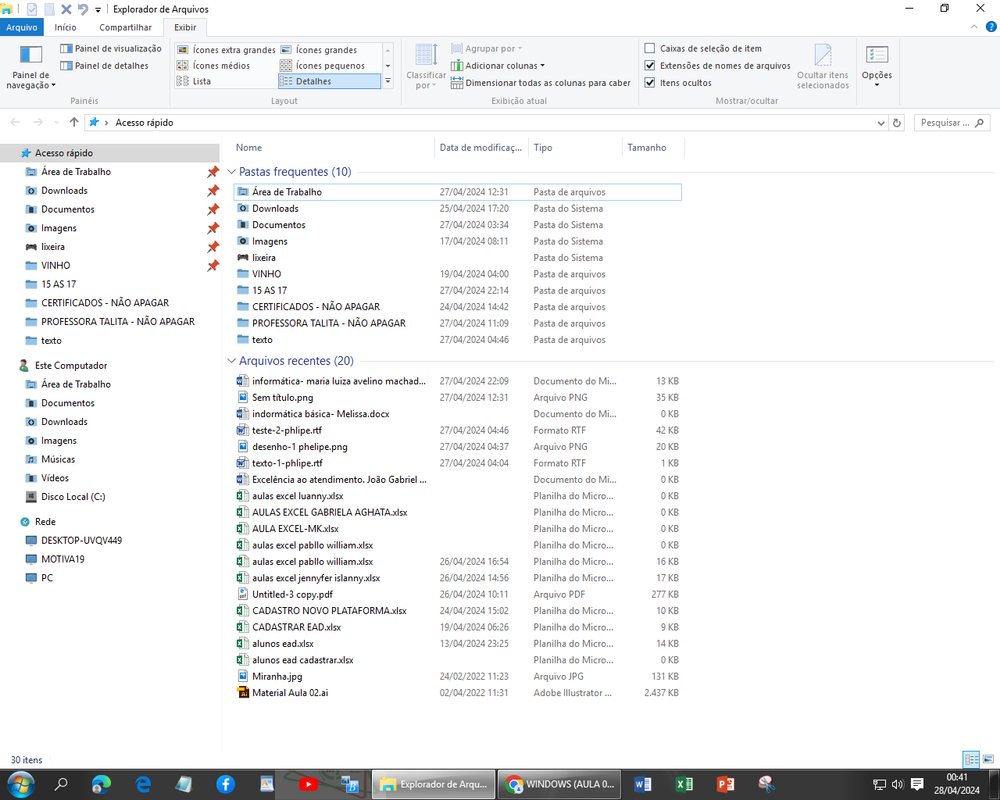 Explorador de Arquivos
Arquivo Início Compartilhar Exibir
Painel de navegação
Painel de visualização
Painel de detalhes
Painéis
Ícones extra grandes Ícones grandes
Ícones médios Ícones pequenos
Lista Detalhes
Layout
Classificar por
Agrupar por
Adicionar colunas
Dimensionar todas as colunas para caber
Exibição atual
Caixas de seleção de item
Extensões de nomes de arquivos
Itens ocultos
Ocultar itens selecionados
Mostrar/ocultar
Opções
Acesso rápido
Pesquisar ...
Acesso rápido
Área de Trabalho
Downloads
Documentos
Imagens
lixeira
VINHO
15 AS 17
CERTIFICADOS - NÃO APAGAR
PROFESSORA TALITA - NÃO APAGAR
texto
Este Computador
Área de Trabalho
Documentos
Downloads
Imagens
Músicas
Vídeos
Disco Local (C:)
Rede
DESKTOP-UVQV449
MOTIVA19
PC
Nome Data de modificaç... Tipo Tamanho
Pastas frequentes (10)
Área de Trabalho 27/04/2024 12:31 Pasta de arquivos
Downloads 25/04/2024 17:20 Pasta do Sistema
Documentos 27/04/2024 03:34 Pasta do Sistema
Imagens 17/04/2024 08:11 Pasta do Sistema
lixeira Pasta do Sistema
VINHO 19/04/2024 04:00 Pasta de arquivos
15 AS 17 27/04/2024 22:14 Pasta de arquivos
CERTIFICADOS - NÃO APAGAR 24/04/2024 14:42 Pasta de arquivos
PROFESSORA TALITA - NÃO APAGAR 27/04/2024 11:09 Pasta de arquivos
texto 27/04/2024 04:46 Pasta de arquivos
Arquivos recentes (20)
informática- maria luiza avelino machad... 27/04/2024 22:09 Documento do Mi... 13 KB
Sem título.png 27/04/2024 12:31 Arquivo PNG 35 KB
indormática básica- Melissa.docx Documento do Mi... 0 KB
teste-2-phlipe.rtf 27/04/2024 04:46 Formato RTF 42 KB
desenho-1 phelipe.png 27/04/2024 04:37 Arquivo PNG 20 KB
texto-1-phlipe.rtf 27/04/2024 04:04 Formato RTF 1 KB
Excelência ao atendimento. João Gabriel ... Documento do Mi... 0 KB
aulas excel luanny.xlsx Planilha do Micro... 0 KB
AULAS EXCEL GABRIELA AGHATA.xlsx Planilha do Micro... 0 KB
AULA EXCEL-MK.xlsx Planilha do Micro... 0 KB
aulas excel pabllo william.xlsx Planilha do Micro... 0 KB
aulas excel pabllo william.xlsx 26/04/2024 16:54 Planilha do Micro... 16 KB
aulas excel jennyfer islanny.xlsx 26/04/2024 14:56 Planilha do Micro... 17 KB
Untitled-3 copy.pdf 26/04/2024 10:11 Arquivo PDF 277 KB
CADASTRO NOVO PLATAFORMA.xlsx 24/04/2024 15:02 Planilha do Micro... 10 KB
CADASTRAR EAD.xlsx 19/04/2024 06:26 Planilha do Micro... 9 KB
alunos ead.xlsx 13/04/2024 23:25 Planilha do Micro... 14 KB
alunos ead cadastrar.xlsx Planilha do Micro... 0 KB
Miranha.jpg 24/02/2022 11:23 Arquivo JPG 131 KB
Material Aula 02.ai 02/04/2022 11:31 Adobe Illustrator ... 2.437 KB
30 itens
Explorador de Arqu...
WINDOWS (AULA 0...
00:41
28/04/2024